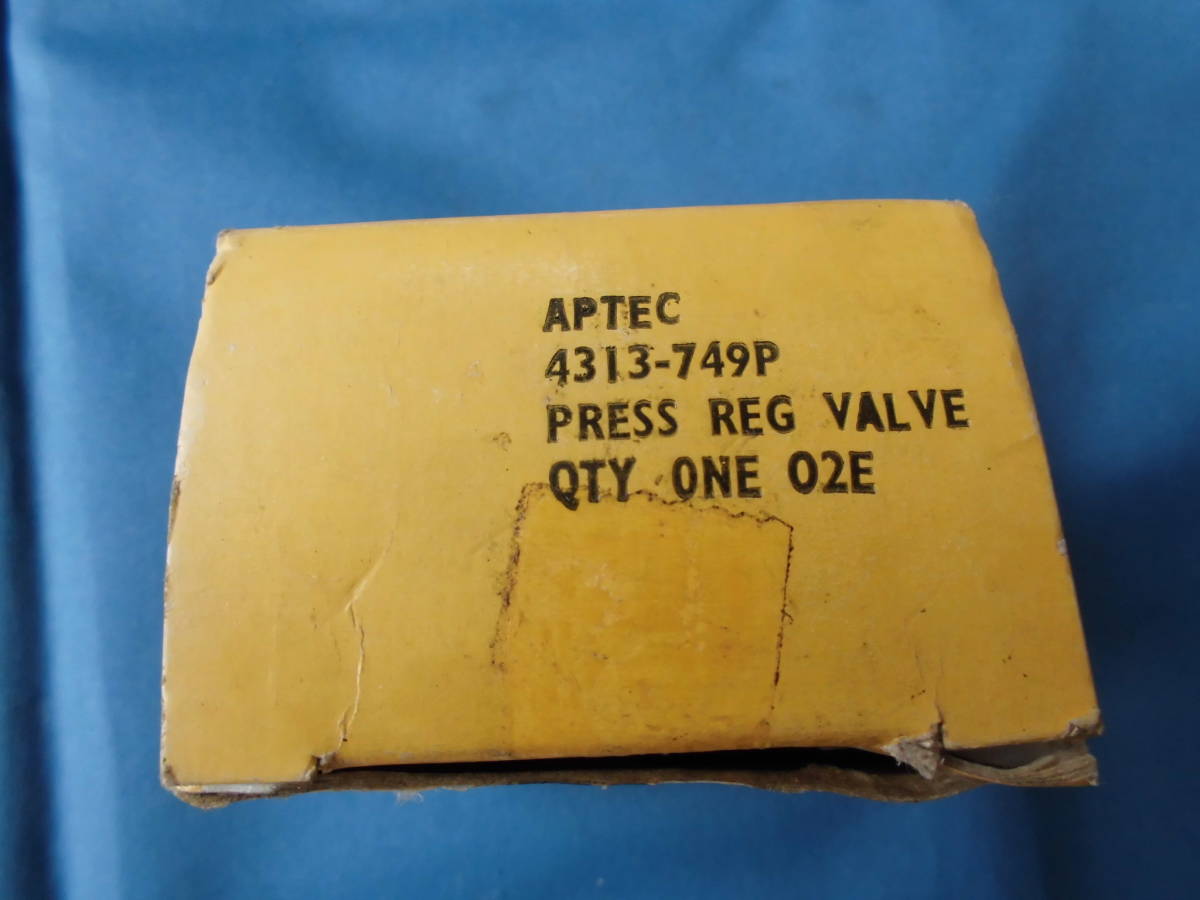 APTEC
4313-749P
PRESS REG VALVE
QTY ONE 02E